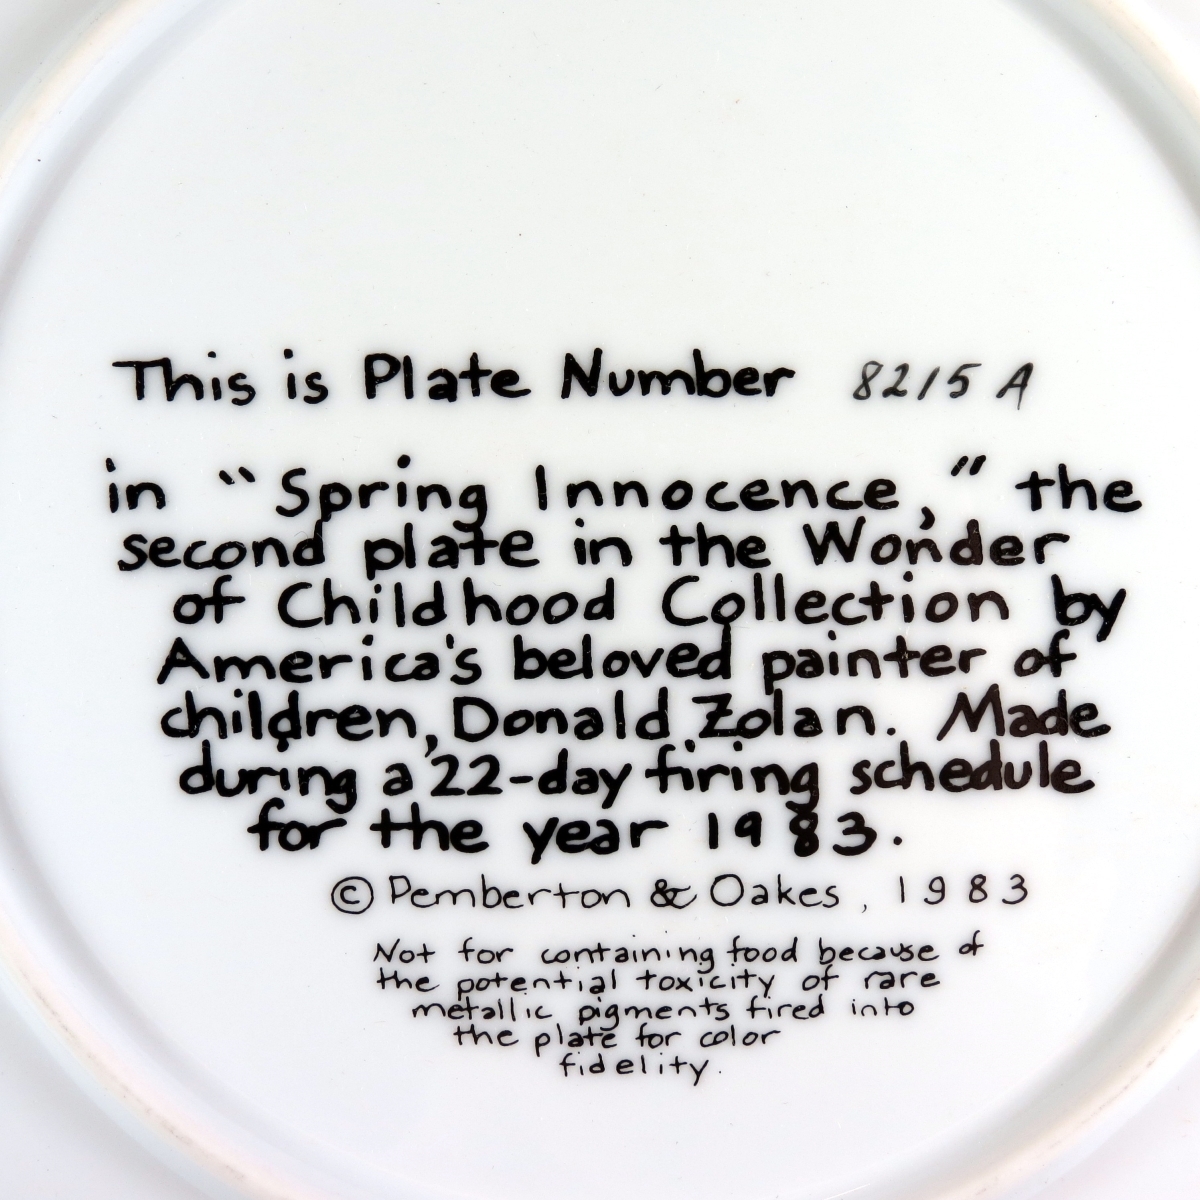 This is Plate Number 8215 A
in "Spring Innocence," the
second plate in the Wonder
of Childhood Collection by
America's beloved painter of
children, Donald Zolan. Made
during a 22-day firing schedule
for the year 1983.
© Pemberton & Oakes, 1983
Not for containing food because of
the potential toxicity of rare
metallic pigments fired into
the plate for color
fidelity.